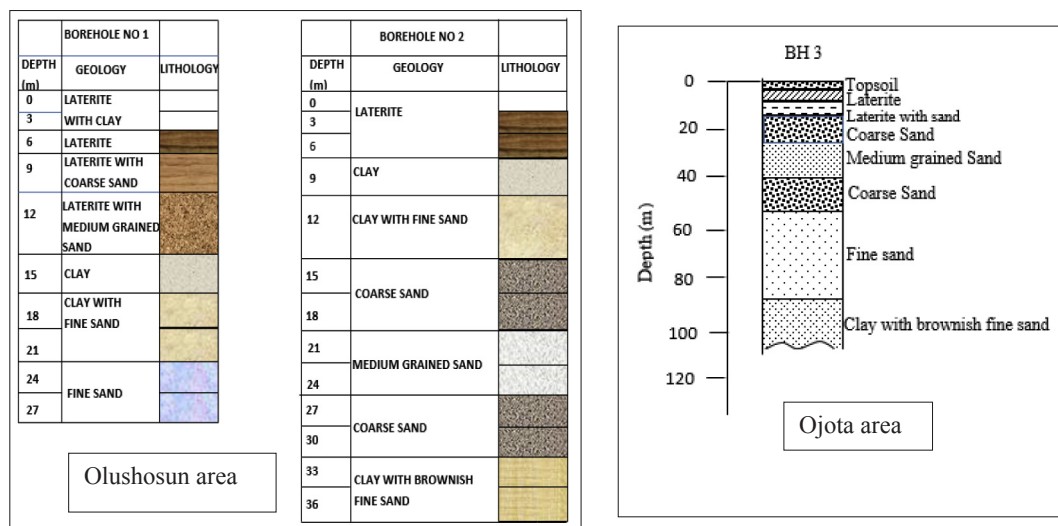 BOREHOLE NO 1
DEPTH
(m)
GEOLOGY
LITHOLOGY
0
LATERITE
3
WITH CLAY
6
LATERITE
9
LATERITE WITH
COARSE SAND
12
LATERITE WITH
MEDIUM GRAINED
SAND
15
CLAY
18
CLAY WITH
FINE SAND
21
24
FINE SAND
27
Olushosun area
BOREHOLE NO 2
DEPTH
(m)
GEOLOGY
LITHOLOGY
0
LATERITE
3
6
9
CLAY
12
CLAY WITH FINE SAND
15
COARSE SAND
18
21
MEDIUM GRAINED SAND
24
27
COARSE SAND
30
33
CLAY WITH BROWNISH
FINE SAND
36
BH 3
Depth (m)
0
20
40
60
80
100
120
Topsoil
Laterite
Laterite with sand
Coarse Sand
Medium grained Sand
Coarse Sand
Fine sand
Clay with brownish fine sand
Ojota area